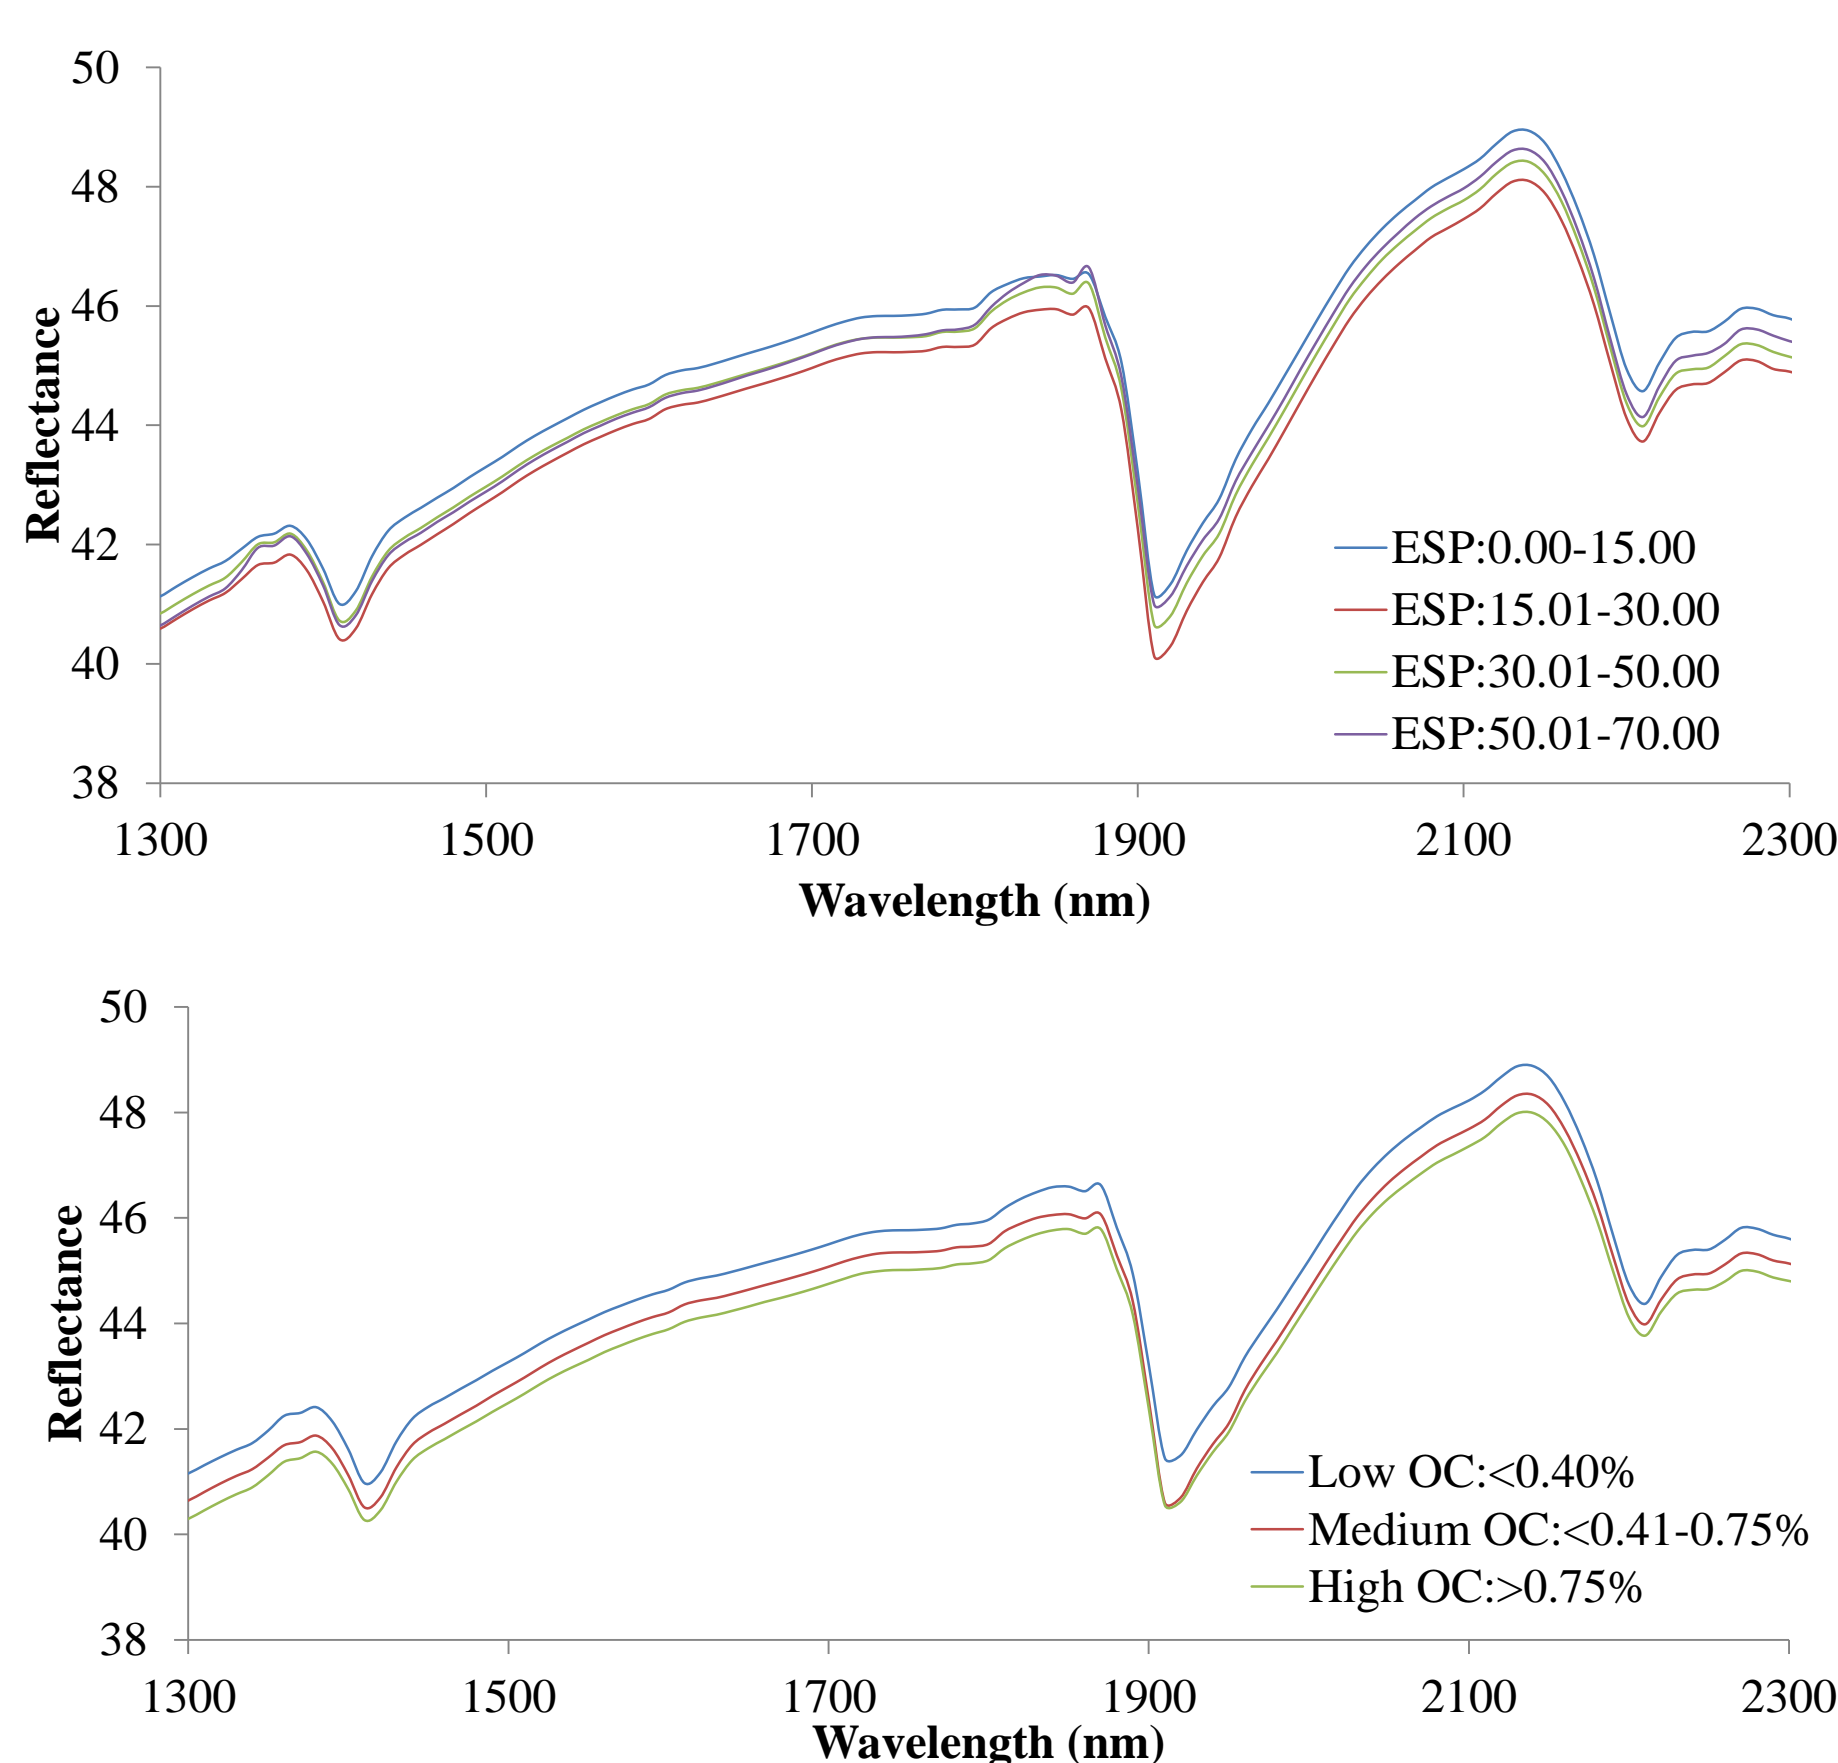 50
48
46
44
42
40
38
Reflectance
ESP:0.00-15.00
ESP:15.01-30.00
ESP:30.01-50.00
ESP:50.01-70.00
1300 1500 1700 1900 2100 2300
Wavelength (nm)
50
48
46
44
42
40
38
Reflectance
Low OC:<0.40%
Medium OC:<0.41-0.75%
High OC:>0.75%
1300 1500 1700 1900 2100 2300
Wavelength (nm)